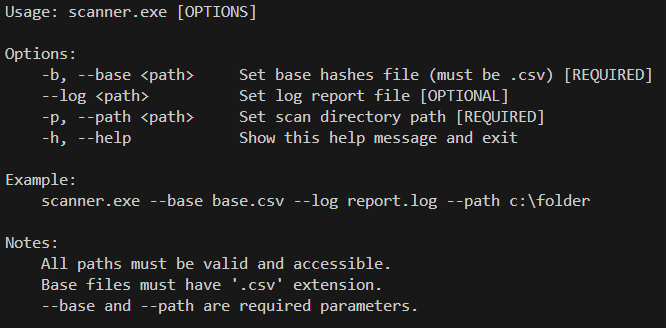 Usage: scanner.exe [OPTIONS]
Options:
-b, --base <path> Set base hashes file (must be .csv) [REQUIRED]
--log <path> Set log report file [OPTIONAL]
-p, --path <path> Set scan directory path [REQUIRED]
-h, --help Show this help message and exit
Example:
scanner.exe --base base.csv --log report.log --path c:\folder
Notes:
All paths must be valid and accessible.
Base files must have '.csv' extension.
--base and --path are required parameters.